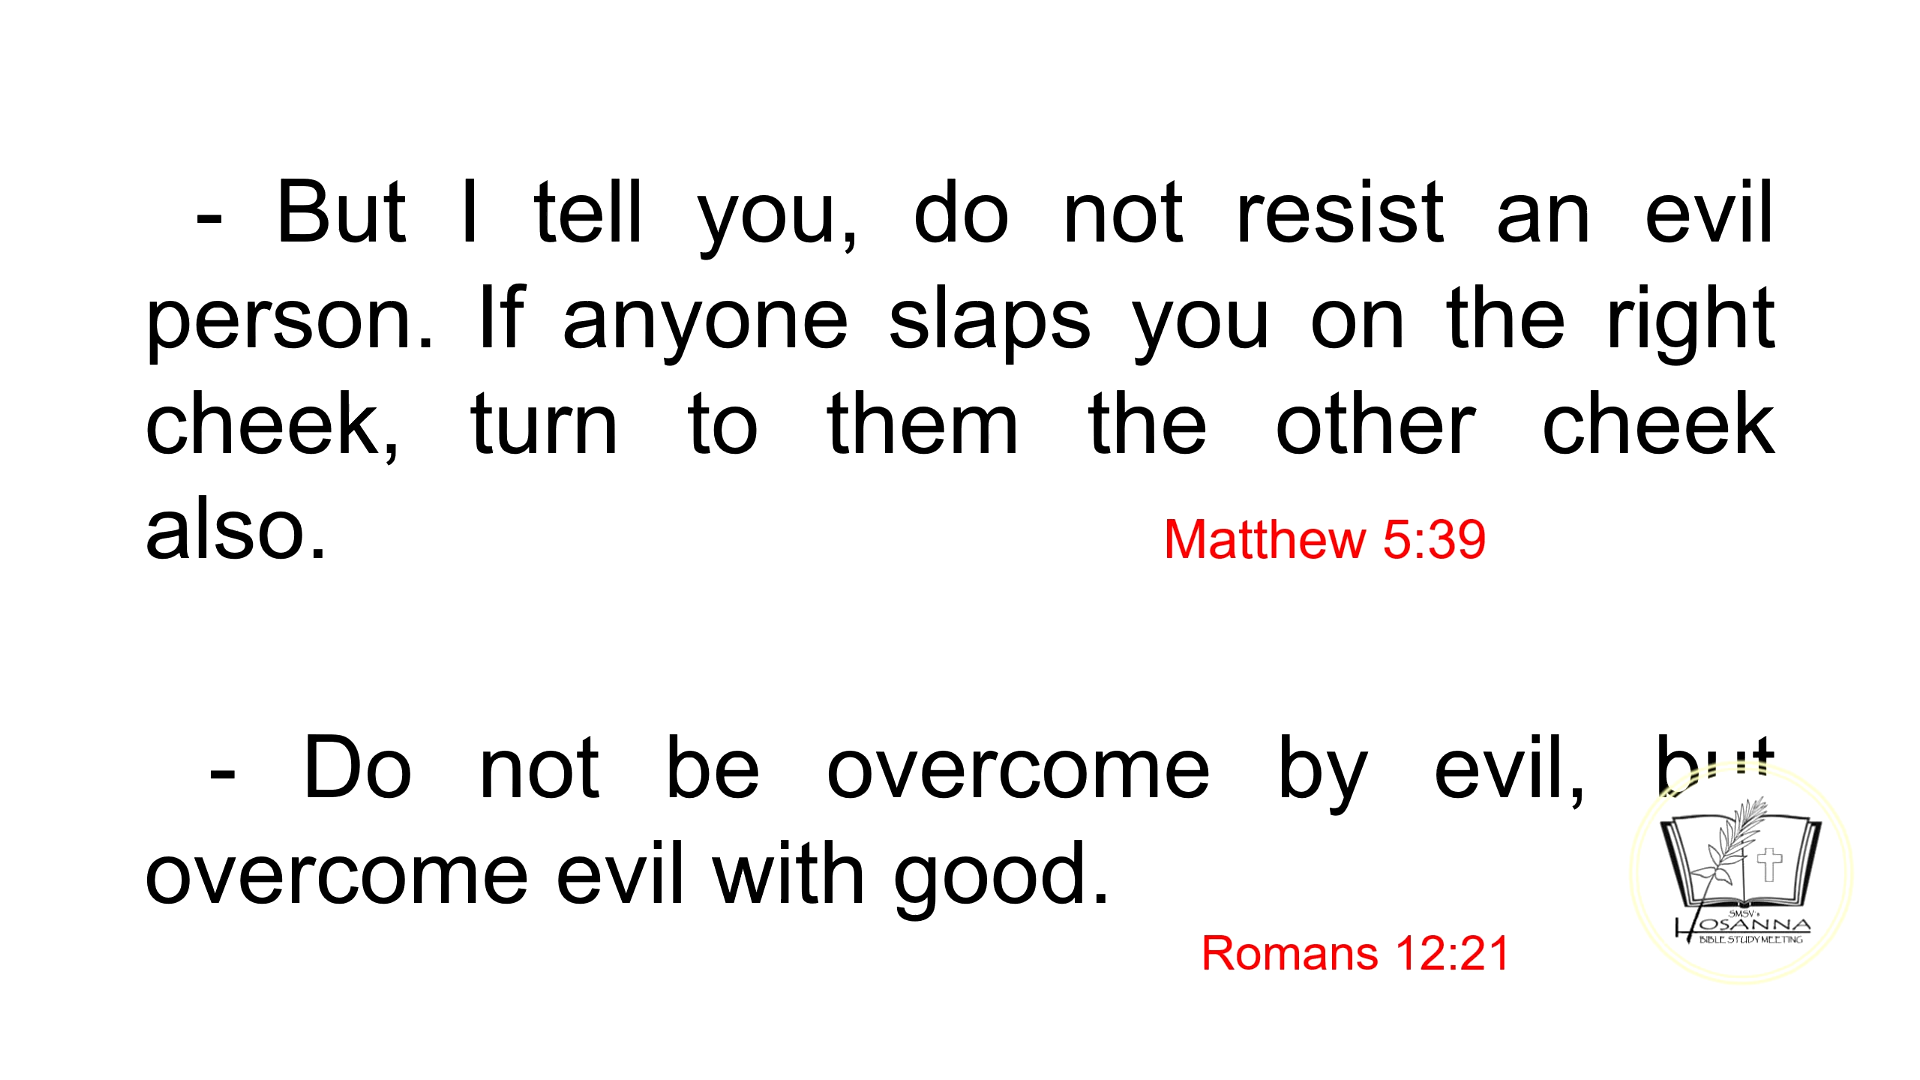 - But I tell you, do not resist an evil
person. If anyone slaps you on the right
cheek, turn to them the other cheek
also. Matthew 5:39
- Do not be overcome by evil, but
overcome evil with good.
SMSV's
HOSANNA
BIBLE STUDY MEETING
Romans 12:21